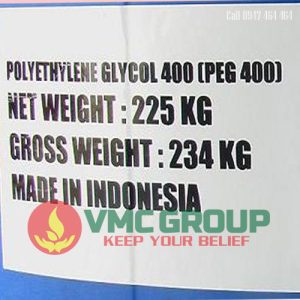 Call 0942 464 464
POLYETHYLENE GLYCOL 400 (PEG 400)
NET WEIGHT : 225 KG
GROSS WEIGHT : 234 KG
MADE IN INDONESIA
VMC GROUP
KEEP YOUR BELIEF